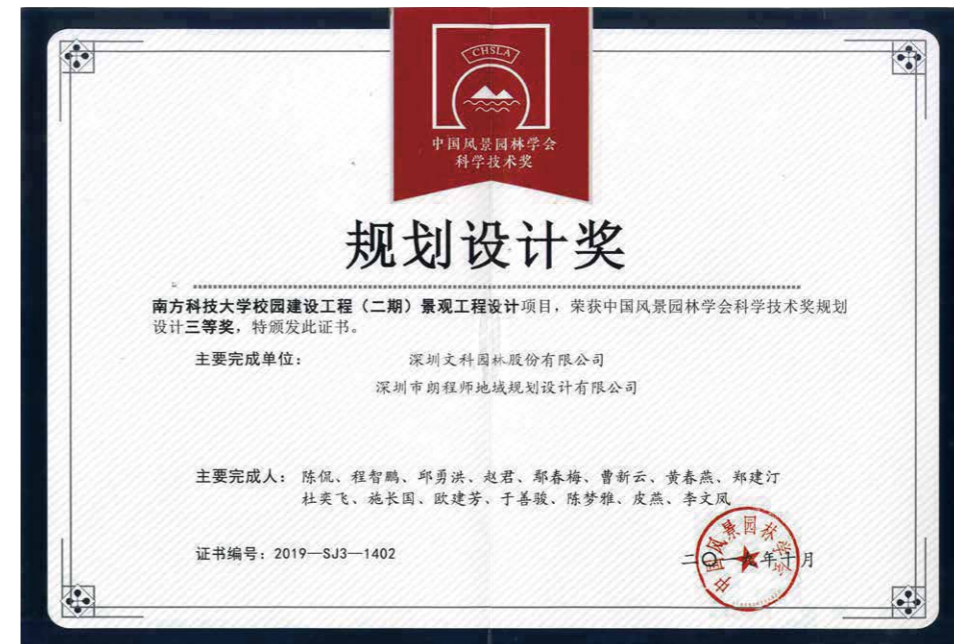 CHSLA
中国风景园林学会
科学技术奖
规划设计奖
南方科技大学校园建设工程（二期）景观工程设计项目，荣获中国风景园林学会科学技术奖规划
设计三等奖，特颁发此证书。
主要完成单位：
深圳文科园林股份有限公司
深圳市朗程师地域规划设计有限公司
主要完成人：陈侃、程智鹏、邱勇洪、赵君、鄢春梅、曹新云、黄春燕、郑建汀
杜奕飞、施长国、欧建芳、于善骏、陈梦雅、皮燕、李文凤
证书编号：2019—SJ3—1402
二〇一九年十月
中国风景园林学会